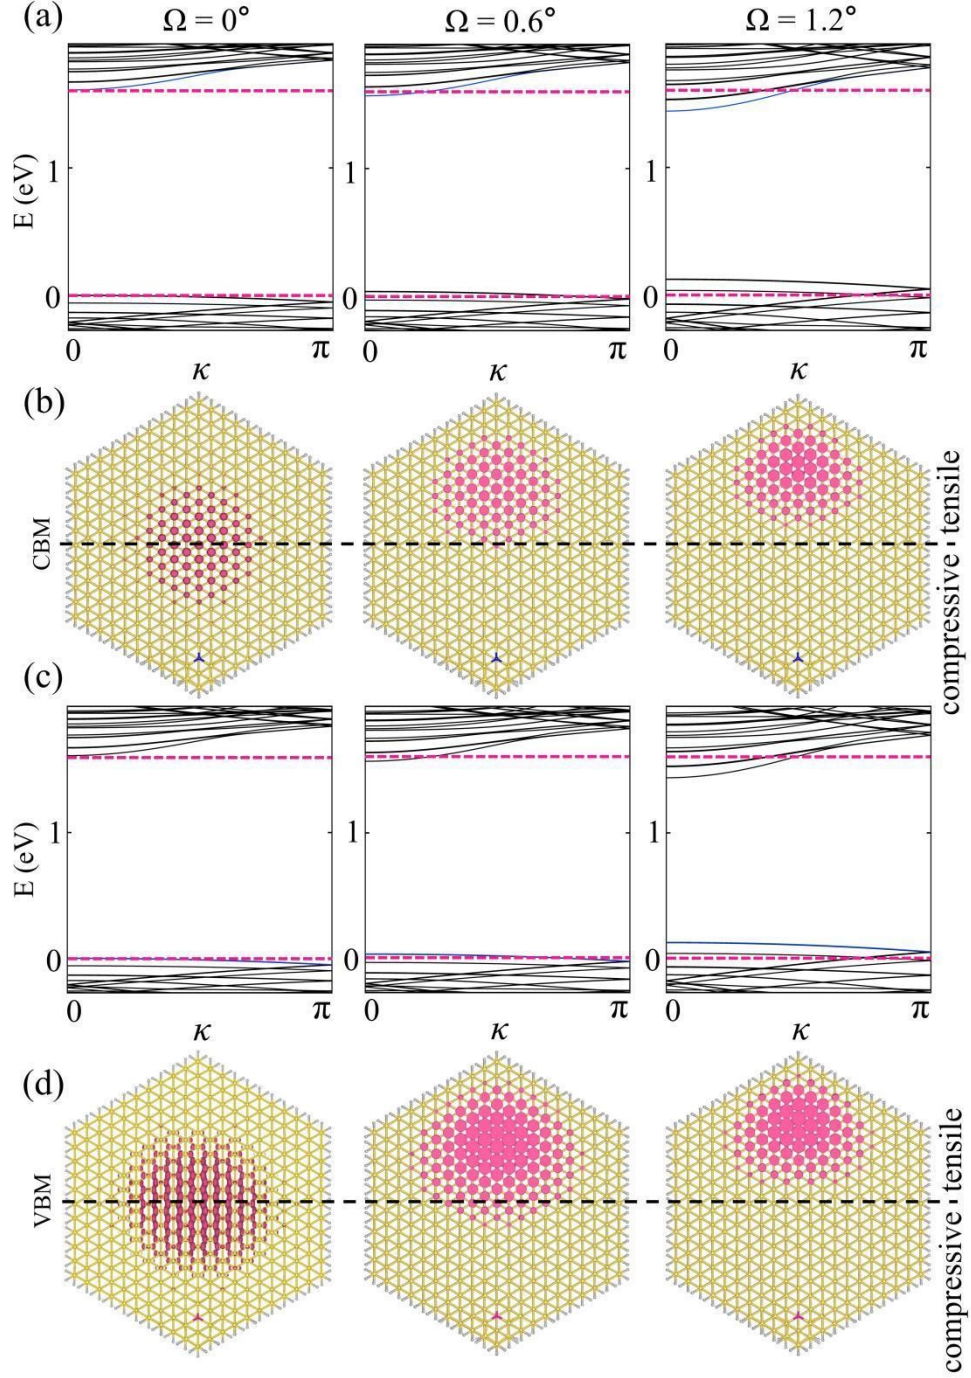 (a) Ω = 0° Ω = 0.6° Ω = 1.2°
E (eV)
1 1 1
0 0 0
0 π 0 π 0 π
κ κ κ
(b)
CBM
compressive tensile
(c)
E (eV)
1 1 1
0 0 0
0 π 0 π 0 π
κ κ κ
(d)
VBM
compressive tensile